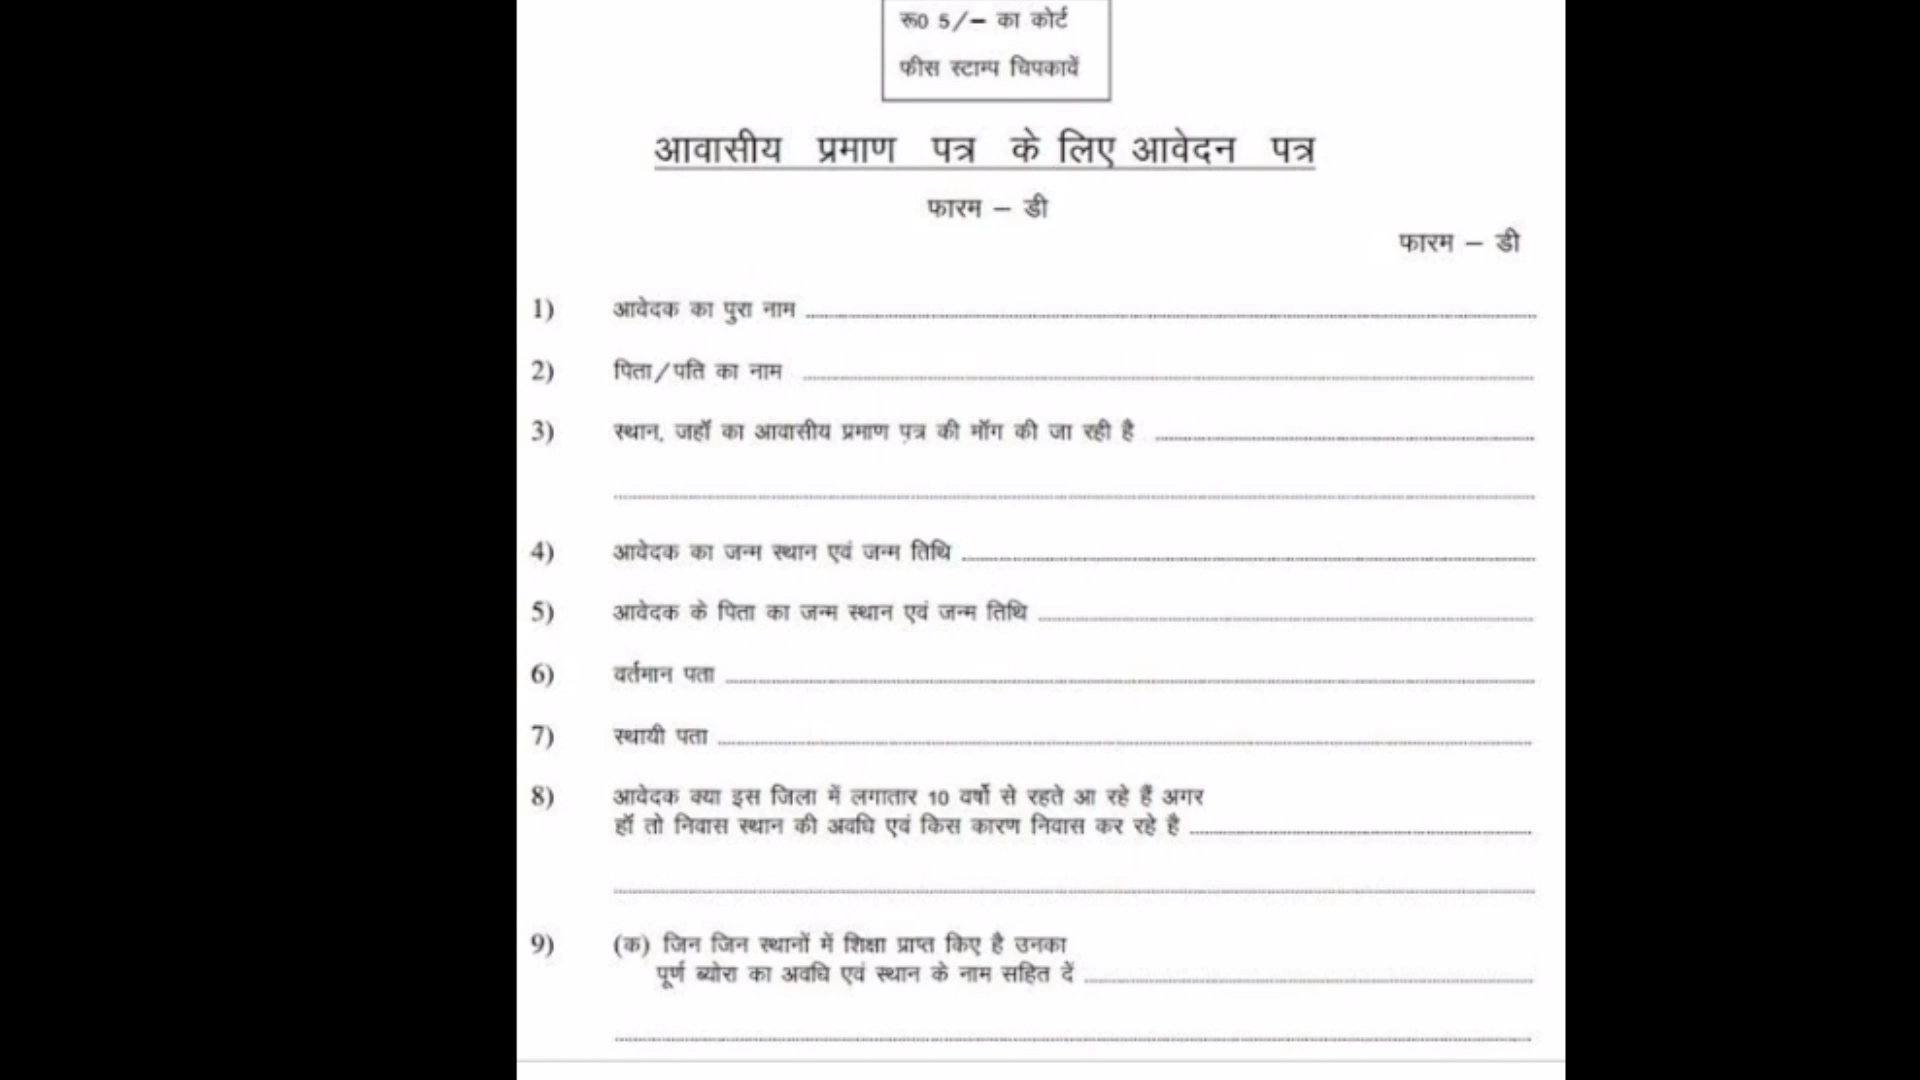 रू0 5/– का कोर्ट
फीस स्टाम्प चिपकावें
आवासीय प्रमाण पत्र के लिए आवेदन पत्र
फारम – डी
फारम – डी
1) आवेदक का पुरा नाम
2) पिता/पति का नाम
3) स्थान, जहॉं का आवासीय प्रमाण प़त्र की मॉंग की जा रही है
4) आवेदक का जन्म स्थान एवं जन्म तिथि
5) आवेदक के पिता का जन्म स्थान एवं जन्म तिथि
6) वर्तमान पता
7) स्थायी पता
8) आवेदक क्या इस जिला में लगातार 10 वर्षो से रहते आ रहे हैं अगर
हॉं तो निवास स्थान की अवधि एवं किस कारण निवास कर रहे है
9) (क) जिन जिन स्थानों में शिक्षा प्राप्त किए है उनका
पूर्ण ब्योरा का अवधि एवं स्थान के नाम सहित दें